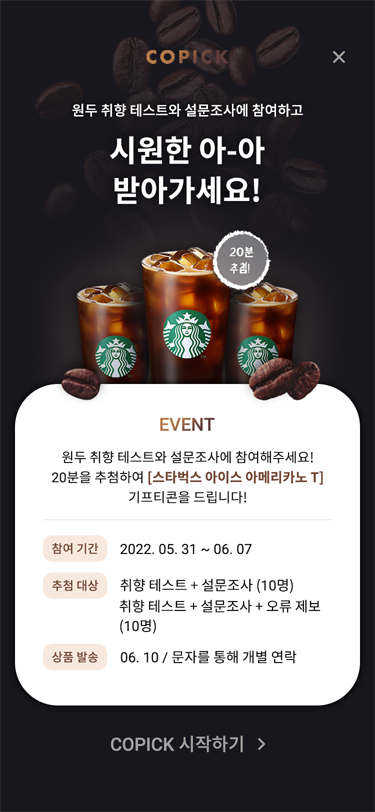 COPICK
원두 취향 테스트와 설문조사에 참여하고
시원한 아-아
받아가세요!
20분
추첨!
EVENT
원두 취향 테스트와 설문조사에 참여해주세요!
20분을 추첨하여 [스타벅스 아이스 아메리카노 T]
기프티콘을 드립니다!
참여 기간
2022. 05. 31 ~ 06. 07
추첨 대상
취향 테스트 + 설문조사 (10명)
취향 테스트 + 설문조사 + 오류 제보
(10명)
상품 발송
06. 10 / 문자를 통해 개별 연락
COPICK 시작하기 >